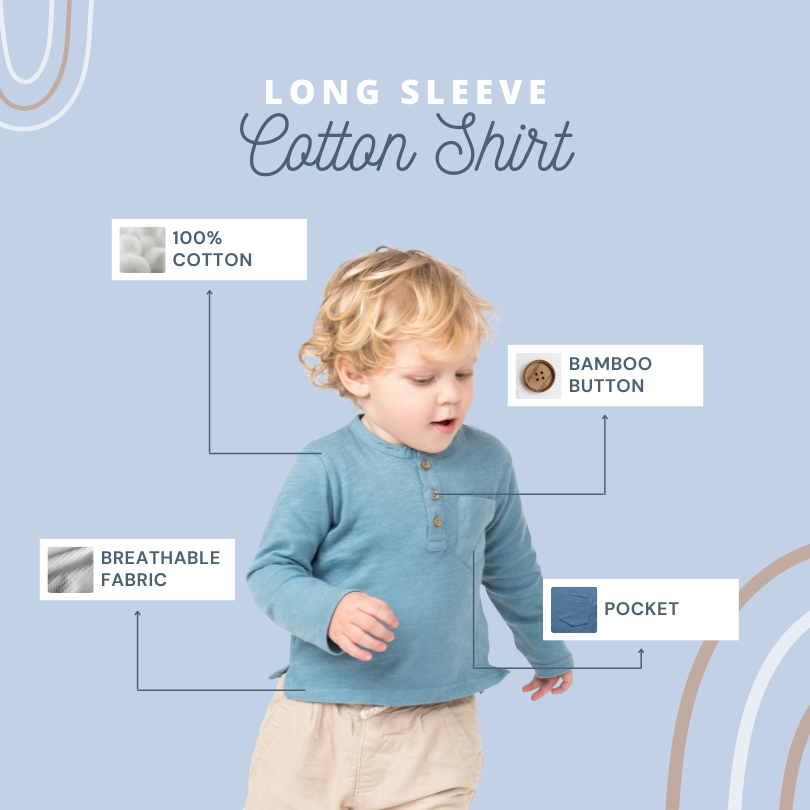 LONG SLEEVE
Cotton Shirt
100%
COTTON
BAMBOO
BUTTON
BREATHABLE
FABRIC
POCKET